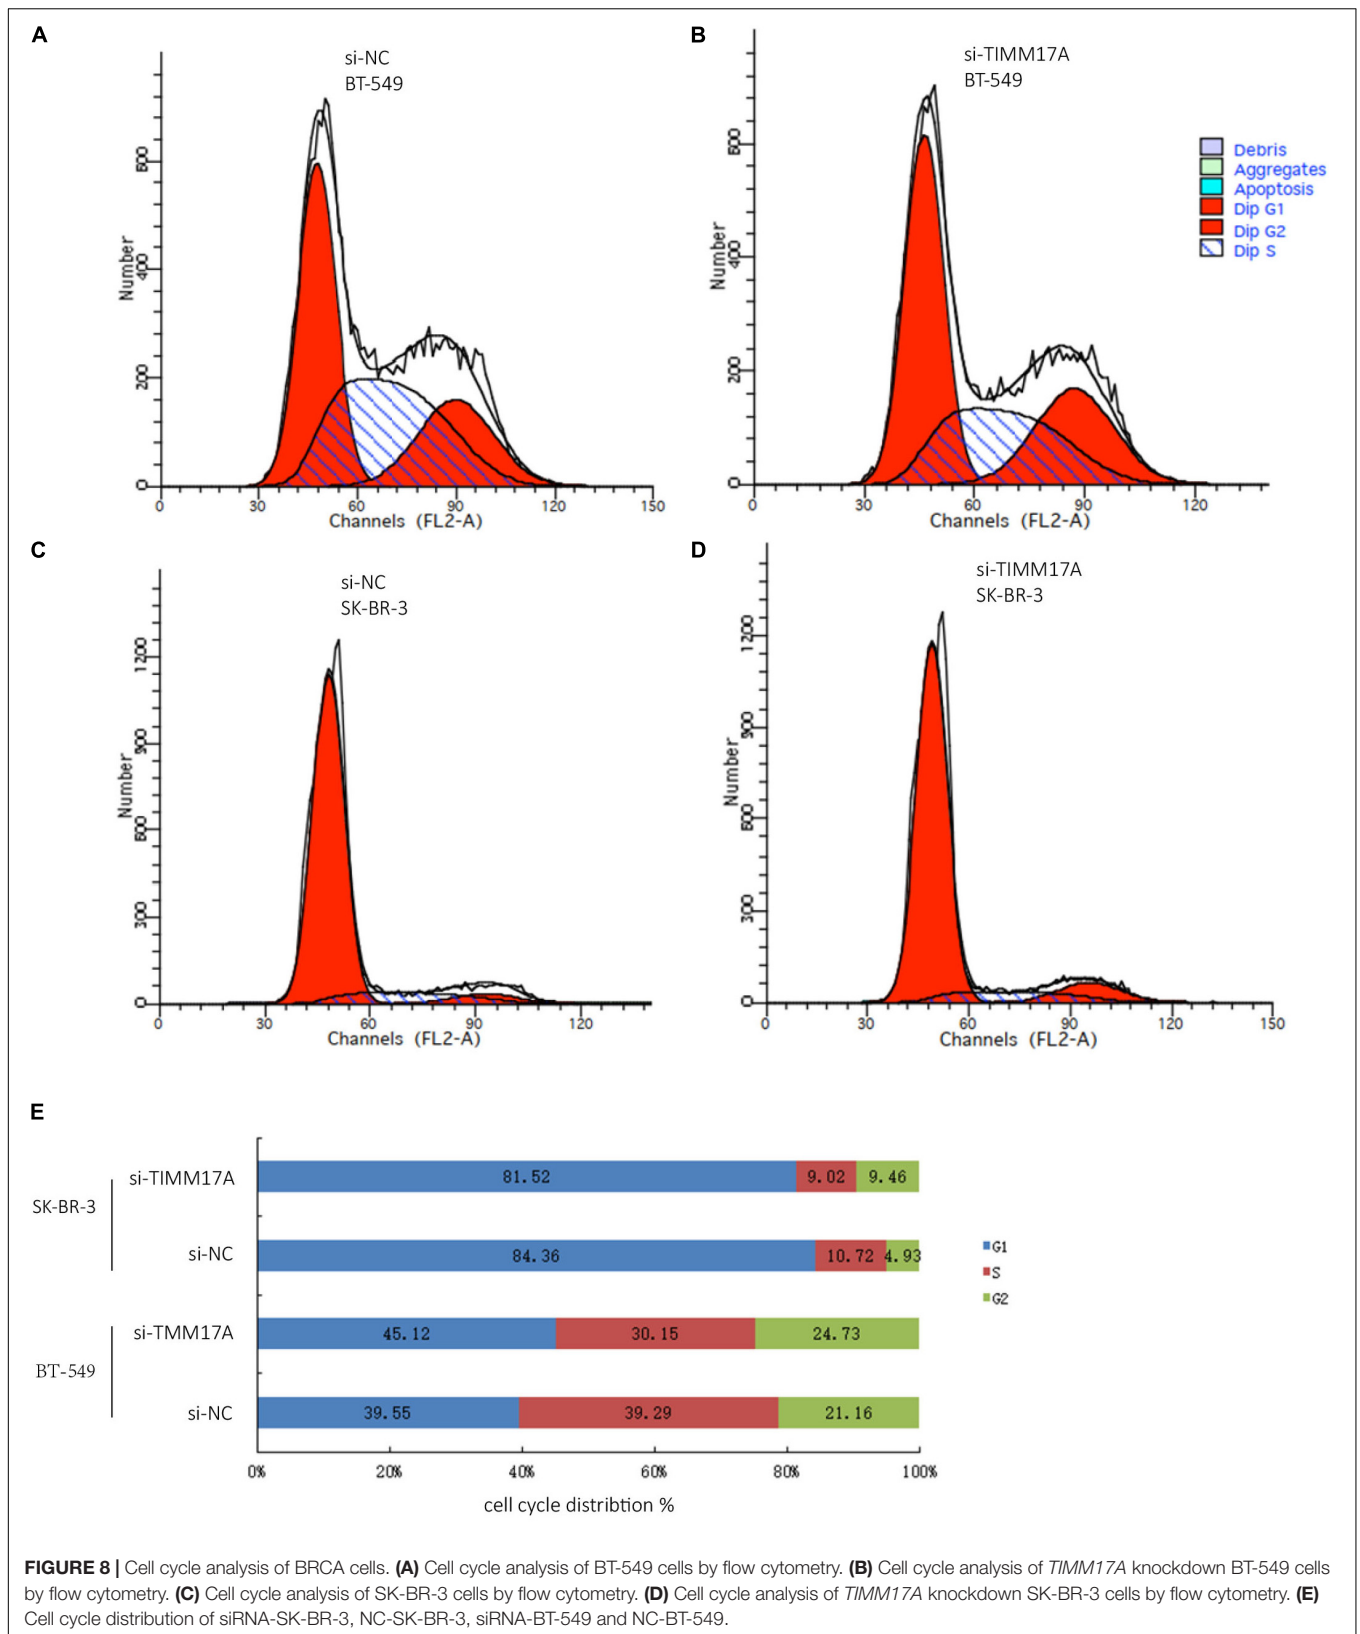 A
si-NC
BT-549
600
400
200
0
Number
0 30 60 90 120 150
Channels (FL2-A)
B
si-TIMM17A
BT-549
600
400
200
0
Number
0 30 60 90 120
Channels (FL2-A)
Debris
Aggregates
Apoptosis
Dip G1
Dip G2
Dip S
C
si-NC
SK-BR-3
1200
900
600
300
0
Number
0 30 60 90 120
Channels (FL2-A)
D
si-TIMM17A
SK-BR-3
1200
900
600
300
0
Number
0 30 60 90 120 150
Channels (FL2-A)
E
SK-BR-3
si-TIMM17A 81.52 9.02 9.46
si-NC 84.36 10.72 4.93
BT-549
si-TMM17A 45.12 30.15 24.73
si-NC 39.55 39.29 21.16
G1
S
G2
0% 20% 40% 60% 80% 100%
cell cycle distribtion %
FIGURE 8 | Cell cycle analysis of BRCA cells. (A) Cell cycle analysis of BT-549 cells by flow cytometry. (B) Cell cycle analysis of TIMM17A knockdown BT-549 cells
by flow cytometry. (C) Cell cycle analysis of SK-BR-3 cells by flow cytometry. (D) Cell cycle analysis of TIMM17A knockdown SK-BR-3 cells by flow cytometry. (E)
Cell cycle distribution of siRNA-SK-BR-3, NC-SK-BR-3, siRNA-BT-549 and NC-BT-549.